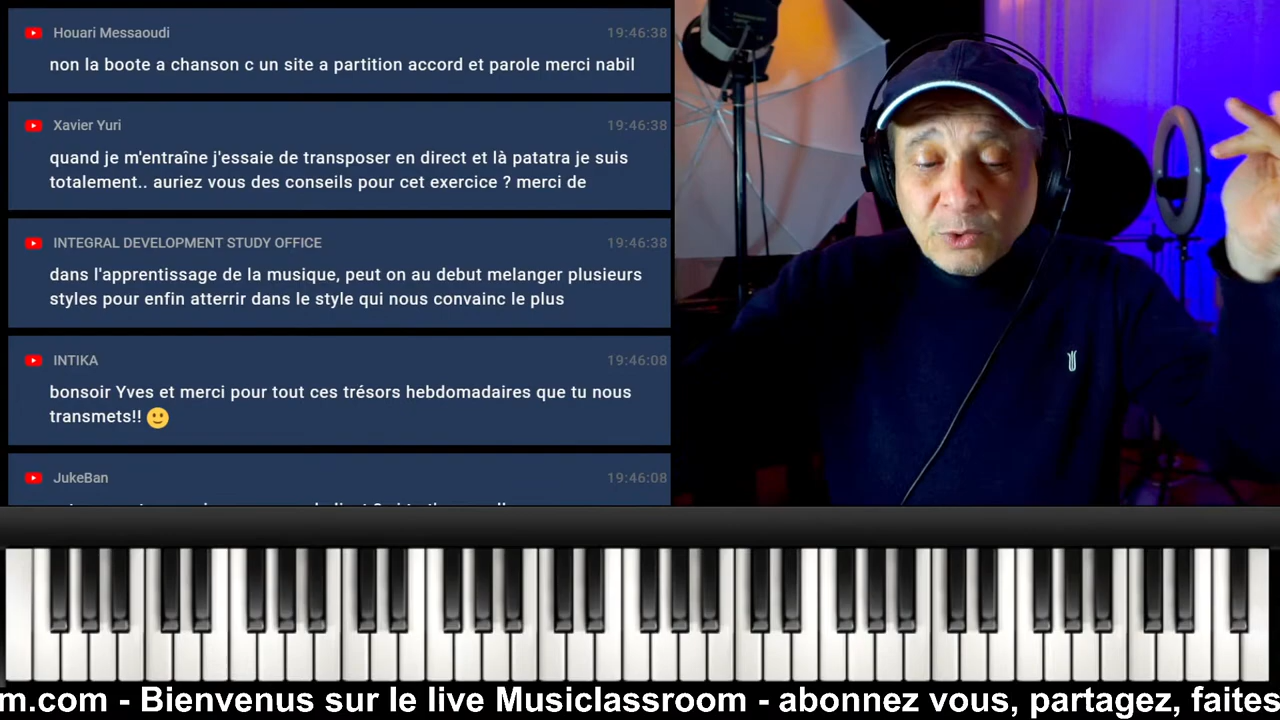 Houari Messaoudi 19:46:38
non la boote a chanson c un site a partition accord et parole merci nabil
Xavier Yuri 19:46:38
quand je m'entraîne j'essaie de transposer en direct et là patatra je suis
totalement.. auriez vous des conseils pour cet exercice ? merci de
INTEGRAL DEVELOPMENT STUDY OFFICE 19:46:38
dans l'apprentissage de la musique, peut on au debut melanger plusieurs
styles pour enfin atterrir dans le style qui nous convainc le plus
INTIKA 19:46:08
bonsoir Yves et merci pour tout ces trésors hebdomadaires que tu nous
transmets!! 🙂
JukeBan 19:46:08
m.com - Bienvenus sur le live Musiclassroom - abonnez vous, partagez, faites